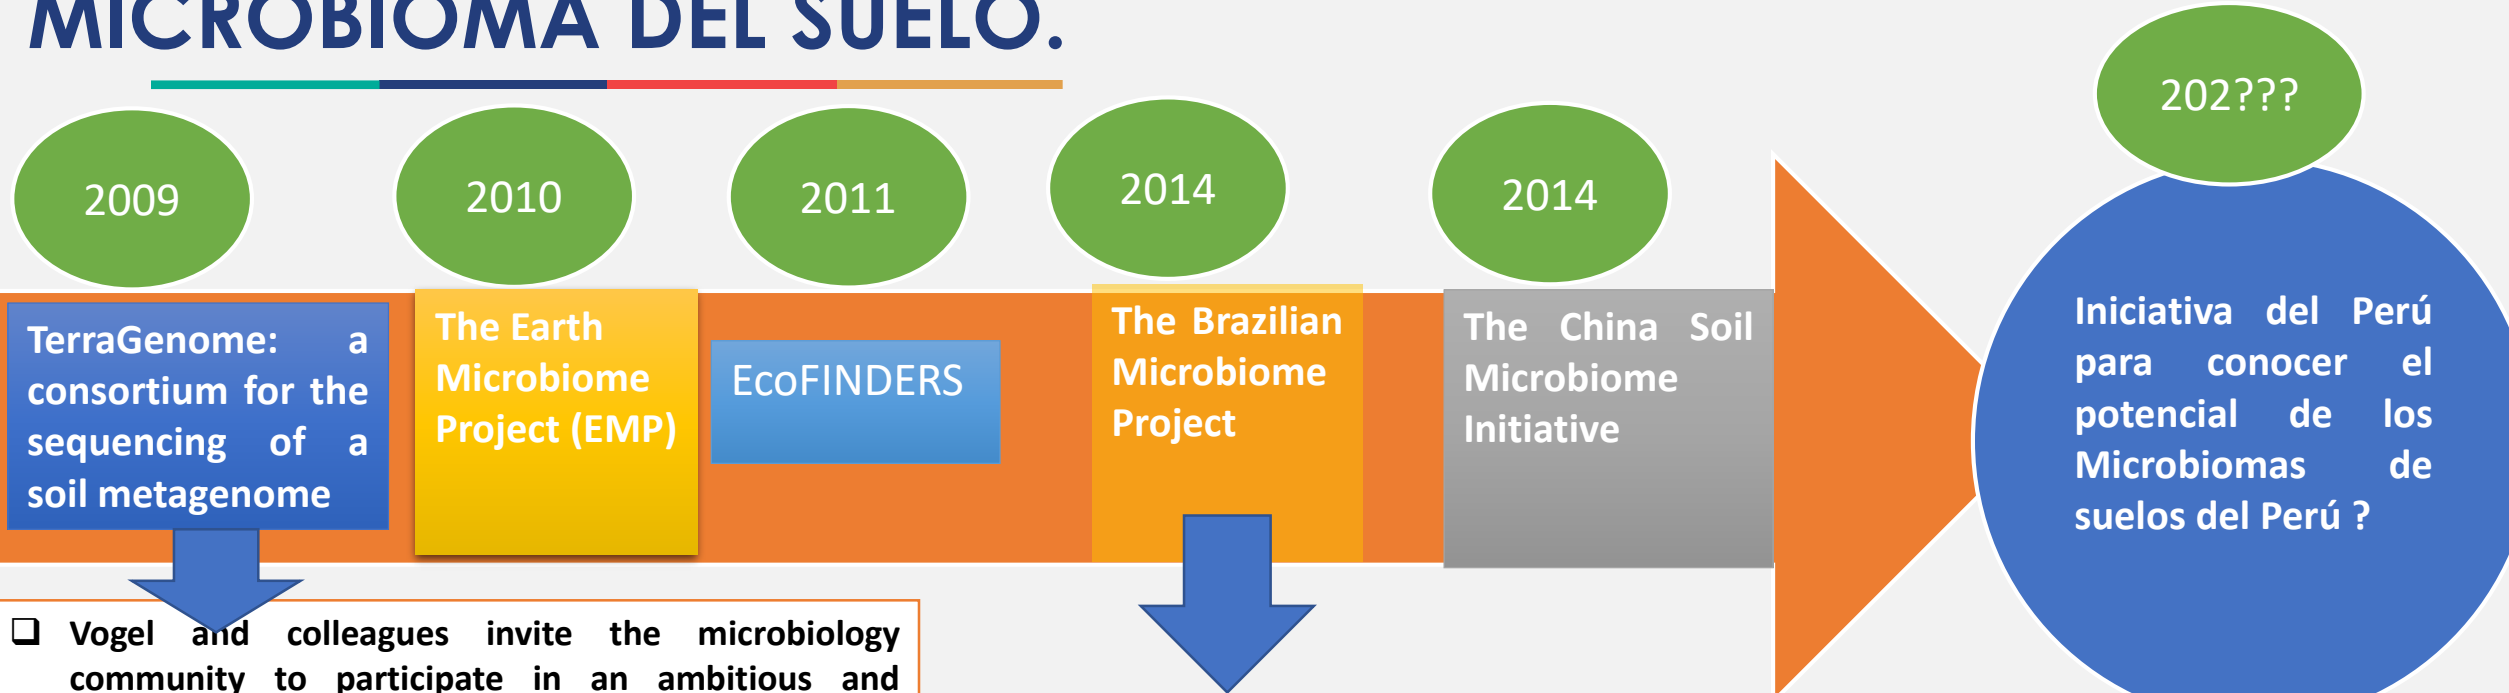 MICROBIOMA DEL SUELO.
2009
2010
2011
2014
2014
202???
TerraGenome: a
consortium for the
sequencing of a
soil metagenome
The Earth
Microbiome
Project (EMP)
EcoFINDERS
The Brazilian
Microbiome
Project
The China Soil
Microbiome
Initiative
Iniciativa del Perú
para conocer el
potencial de los
Microbiomas de
suelos del Perú ?
Vogel and colleagues invite the microbiology
community to participate in an ambitious and